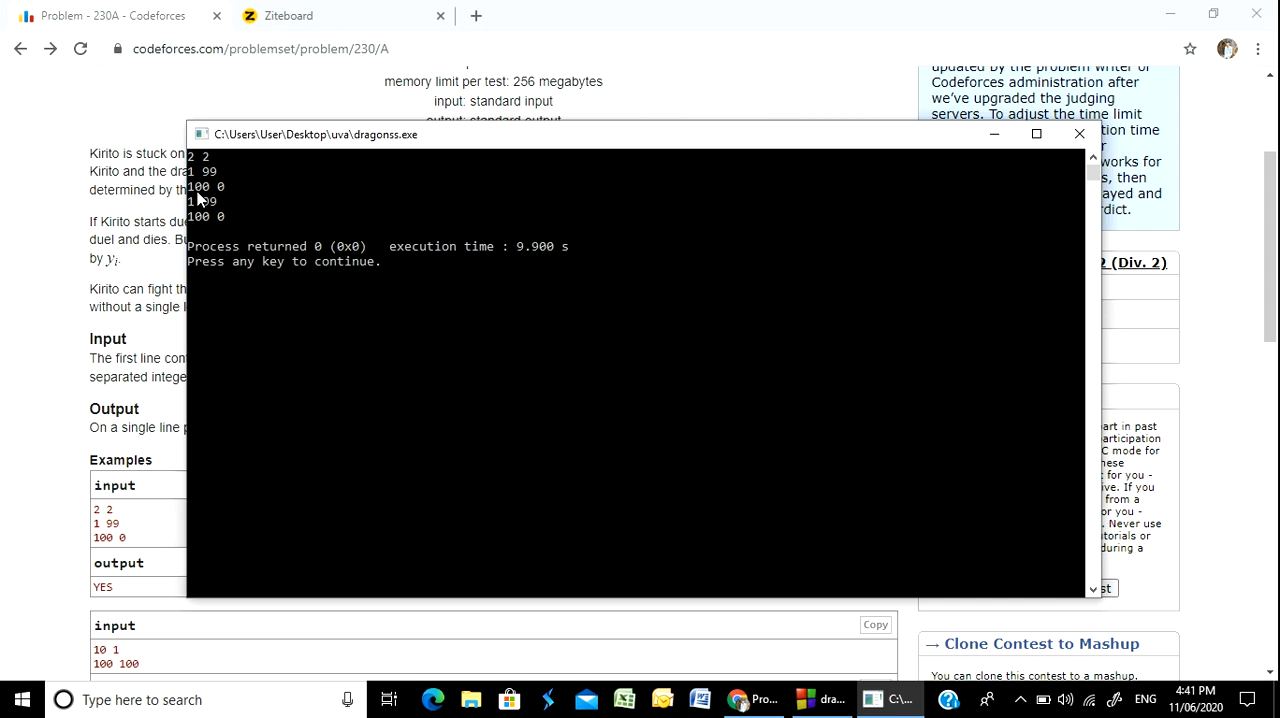 Problem - 230A - Codeforces
Ziteboard
codeforces.com/problemset/problem/230/A
memory limit per test: 256 megabytes
input: standard input
output: standard output
updated by the problem writer or
Codeforces administration after
we've upgraded the judging
servers. To adjust the time limit
tion time
r
works for
s, then
ayed and
rdict.
C:\Users\User\Desktop\uva\dragonss.exe
2 2
1 99
100 0
1 99
100 0
Process returned 0 (0x0)   execution time : 9.900 s
Press any key to continue.
Kirito is stuck on
Kirito and the dra
determined by th
If Kirito starts due
duel and dies. Bu
by yi.
Kirito can fight th
without a single l
Input
The first line con
separated intege
Output
On a single line p
Examples
input
2 2
1 99
100 0
output
YES
input
Copy
10 1
100 100
2 (Div. 2)
art in past
articipation
C mode for
hese
t for you -
ive. If you
from a
or you -
. Never use
utorials or
during a
st
→ Clone Contest to Mashup
You can clone this contest to a mashup.
Type here to search
Pro...
dra...
C:\...
ENG
4:41 PM
11/06/2020